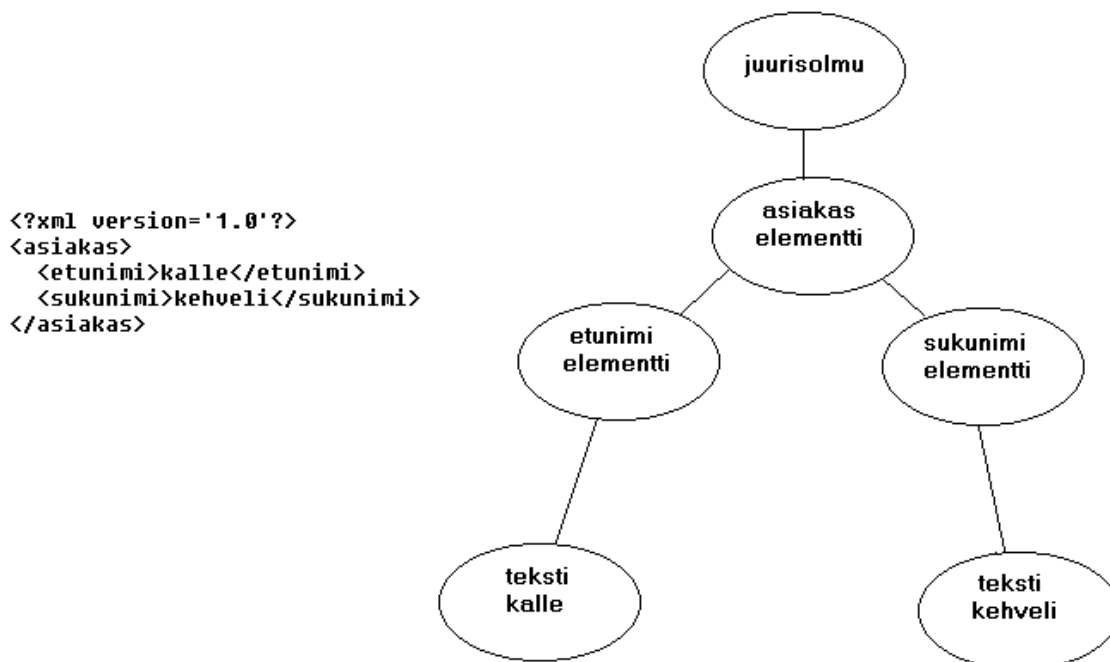 <?xml version='1.0'?>
<asiakas>
  <etunimi>kalle</etunimi>
  <sukunimi>kehveli</sukunimi>
</asiakas>
juurisolmu
asiakas
elementti
etunimi
elementti
sukunimi
elementti
teksti
kalle
teksti
kehveli